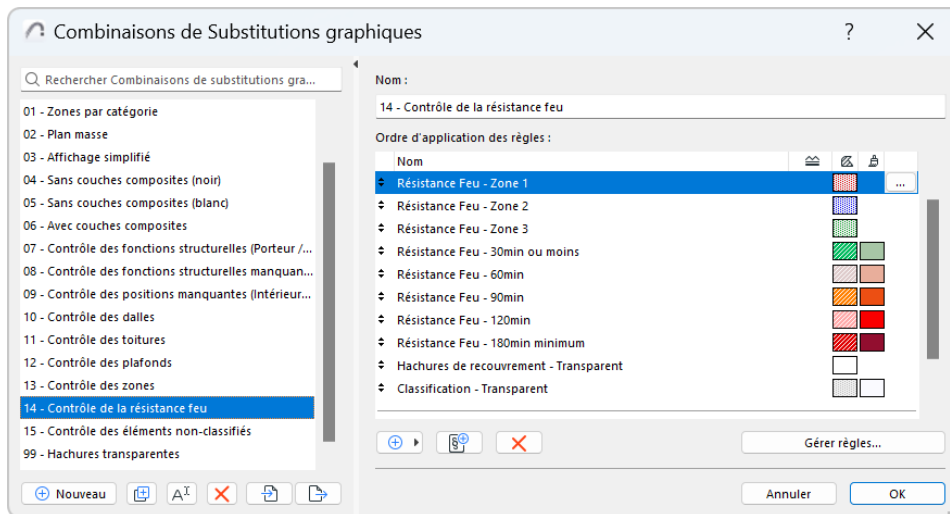 Combinaisons de Substitutions graphiques
?
Rechercher Combinaisons de substitutions gra...
01 - Zones par catégorie
02 - Plan masse
03 - Affichage simplifié
04 - Sans couches composites (noir)
05 - Sans couches composites (blanc)
06 - Avec couches composites
07 - Contrôle des fonctions structurelles (Porteur /...
08 - Contrôle des fonctions structurelles manquan...
09 - Contrôle des positions manquantes (Intérieur...
10 - Contrôle des dalles
11 - Contrôle des toitures
12 - Contrôle des plafonds
13 - Contrôle des zones
14 - Contrôle de la résistance feu
15 - Contrôle des éléments non-classifiés
99 - Hachures transparentes
Nouveau
Nom :
14 - Contrôle de la résistance feu
Ordre d'application des règles :
Nom
Résistance Feu - Zone 1
...
Résistance Feu - Zone 2
Résistance Feu - Zone 3
Résistance Feu - 30min ou moins
Résistance Feu - 60min
Résistance Feu - 90min
Résistance Feu - 120min
Résistance Feu - 180min minimum
Hachures de recouvrement - Transparent
Classification - Transparent
Gérer règles...
Annuler
OK